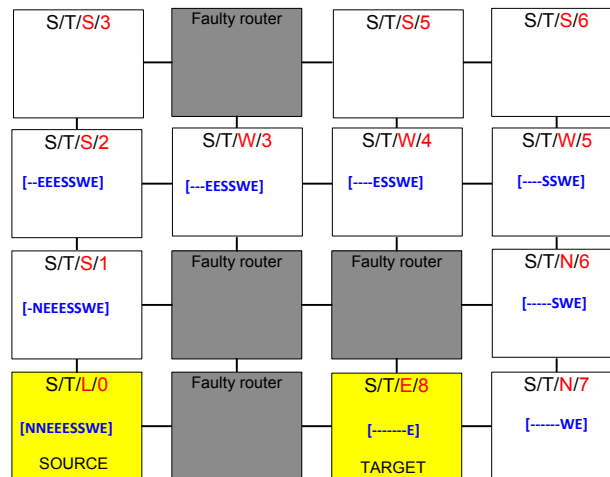 S/T/S/3
Faulty router
S/T/S/5
S/T/S/6
S/T/S/2
S/T/W/3
S/T/W/4
S/T/W/5
[--EEESSWE]
[---EESSWE]
[----ESSWE]
[----SSWE]
S/T/S/1
Faulty router
Faulty router
S/T/N/6
[-NEEESSWE]
[-----SWE]
S/T/L/0
Faulty router
S/T/E/8
S/T/N/7
[NNEEESSWE]
[-------E]
[------WE]
SOURCE
TARGET